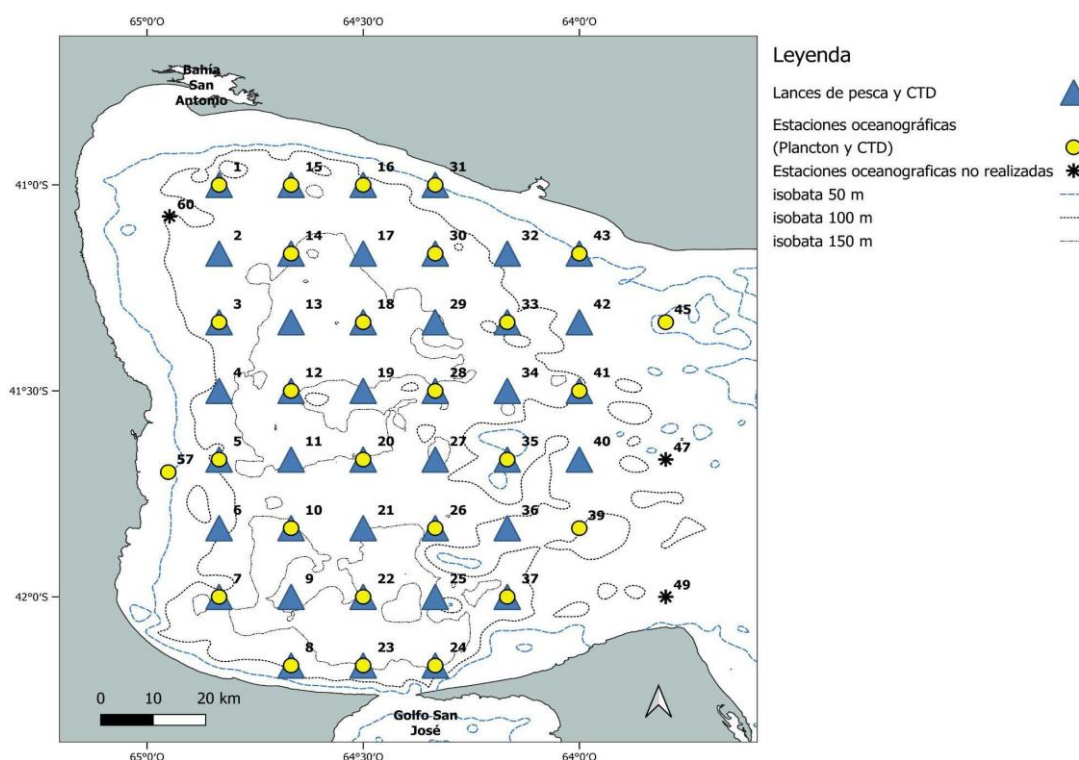 65°0'O 64°30'O 64°0'O
Bahía
San
Antonio
41°0'S
1 15 16 31
60
2 14 17 30 32 43
3 13 18 29 33 42 45
41°30'S
4 12 19 28 34 41
5 11 20 27 35 40 47
57
6 10 21 26 36 39
42°0'S
7 9 22 25 37 49
8 23 24
0 10 20 km
Golfo San
José
65°0'O 64°30'O 64°0'O
Leyenda
Lances de pesca y CTD
Estaciones oceanográficas
(Plancton y CTD)
Estaciones oceanograficas no realizadas
isobata 50 m
isobata 100 m
isobata 150 m